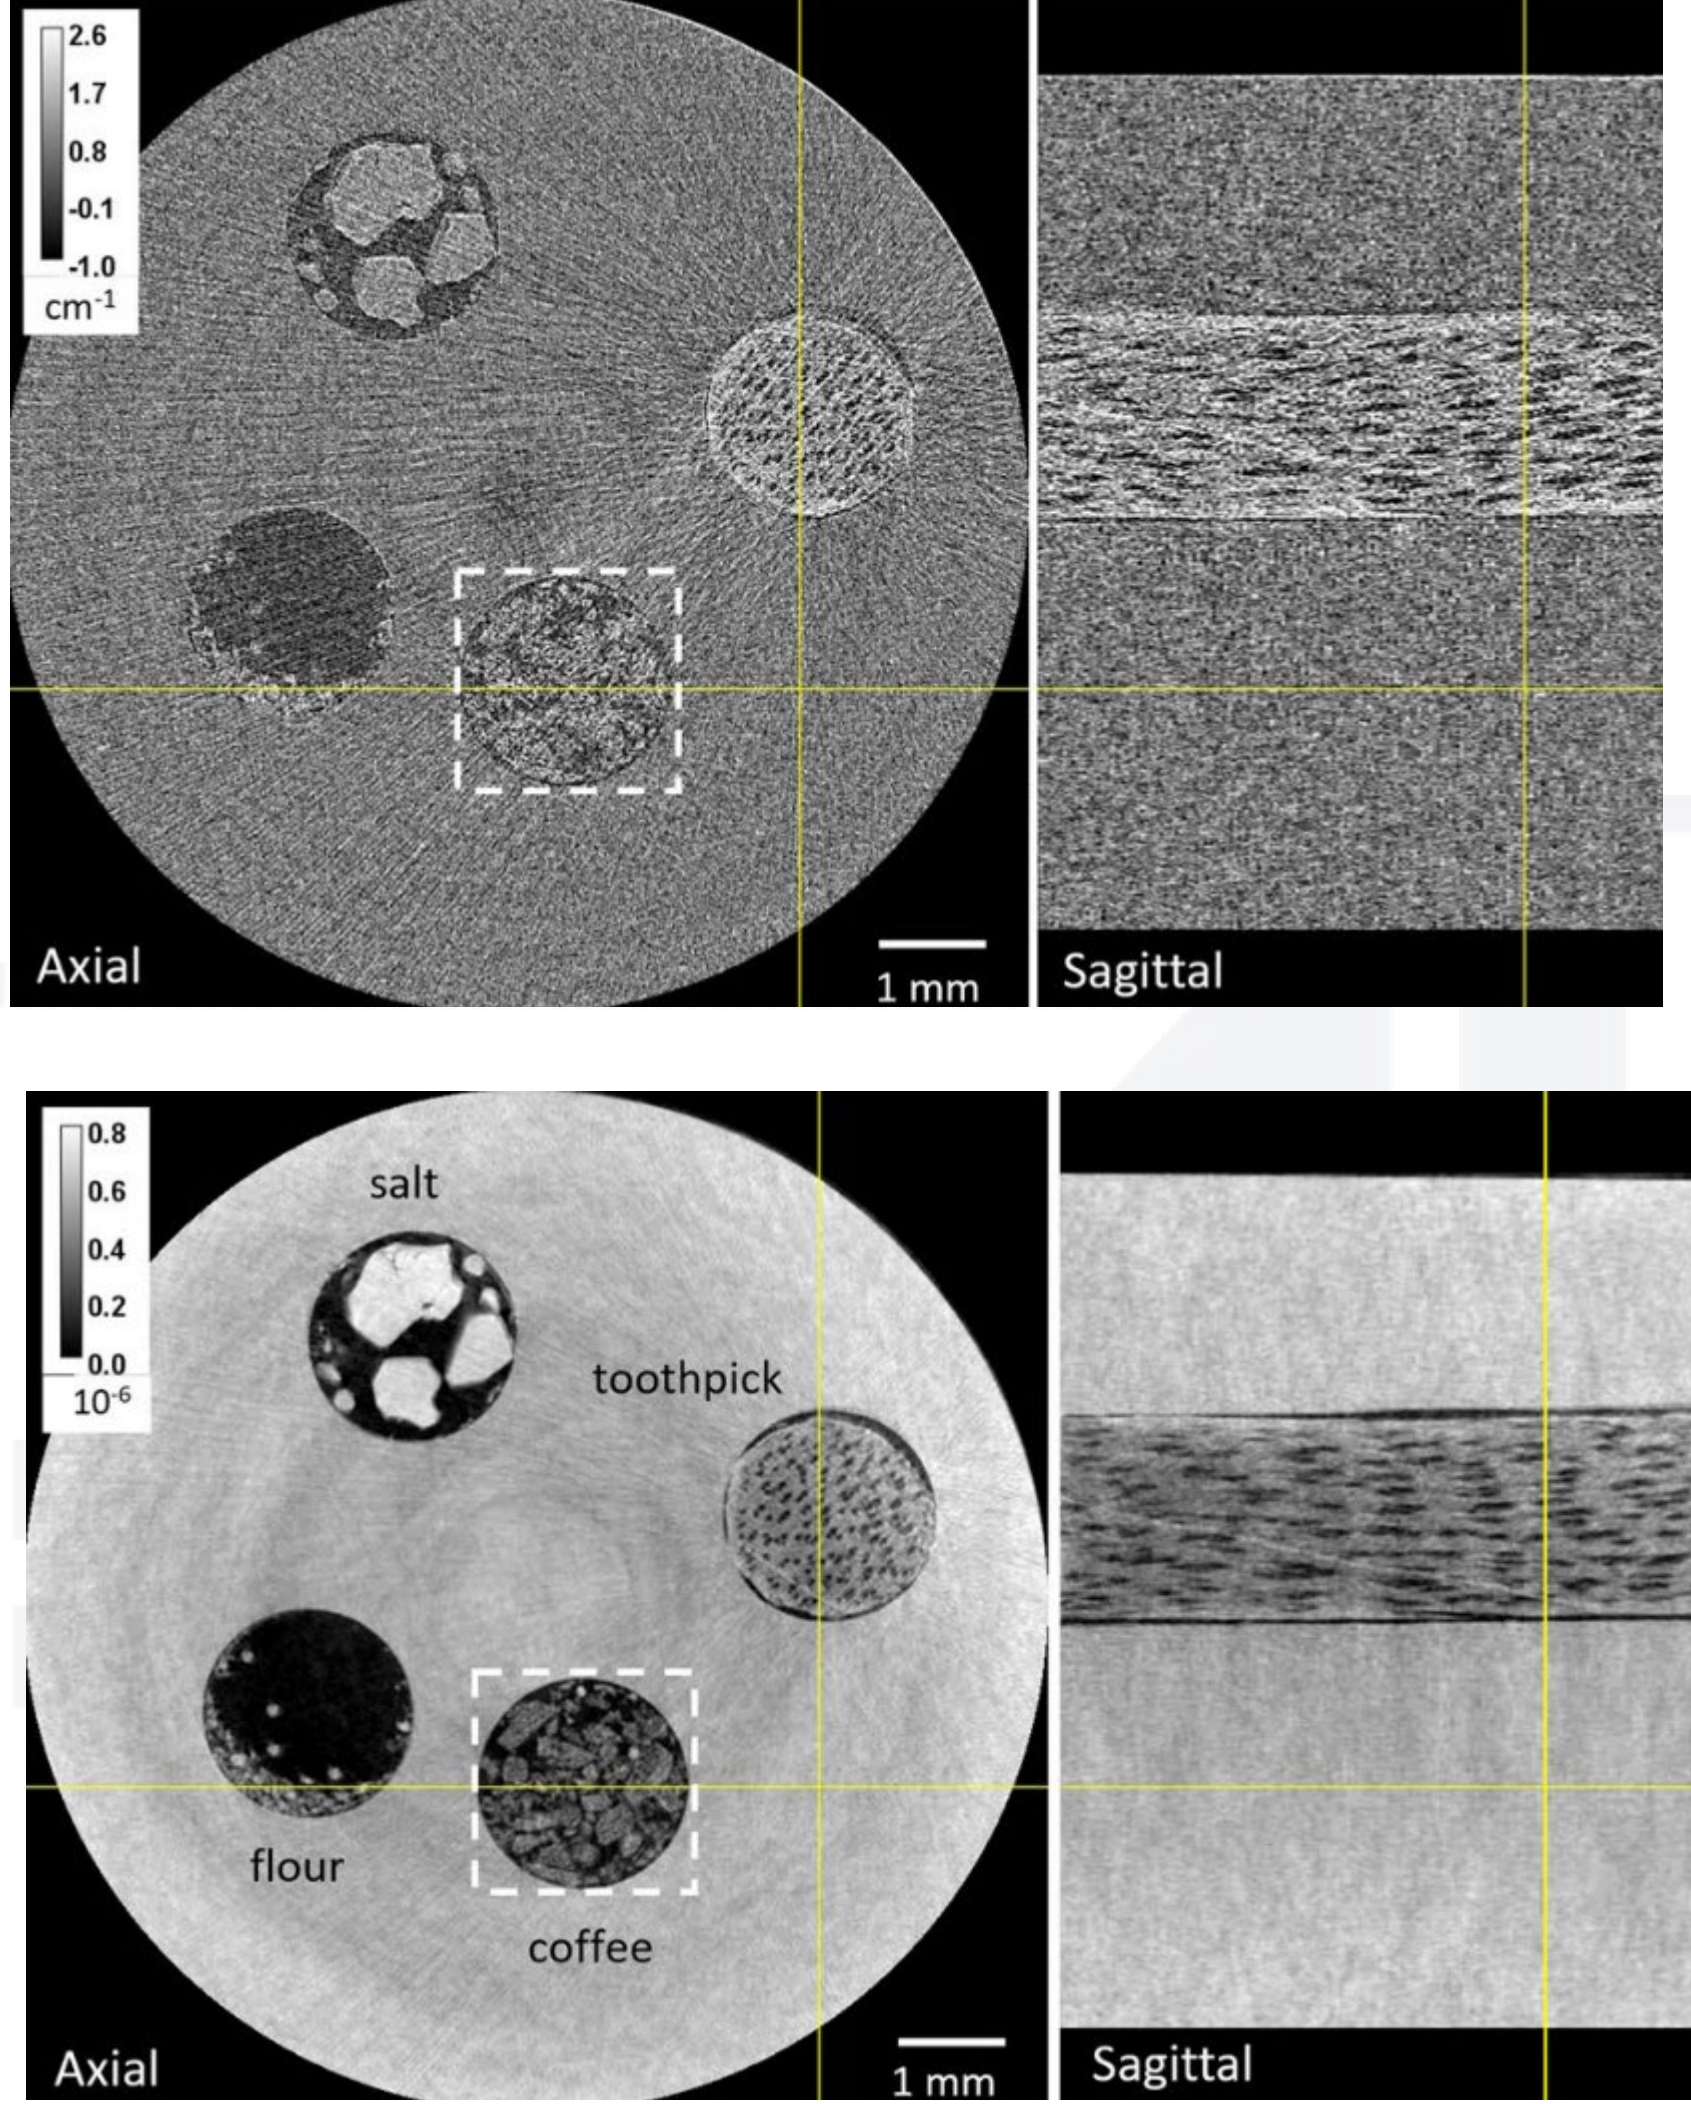 2.6
1.7
0.8
-0.1
-1.0
cm-1
Axial
1 mm
Sagittal
0.8
0.6
0.4
0.2
0.0
10-6
salt
toothpick
flour
coffee
Axial
1 mm
Sagittal